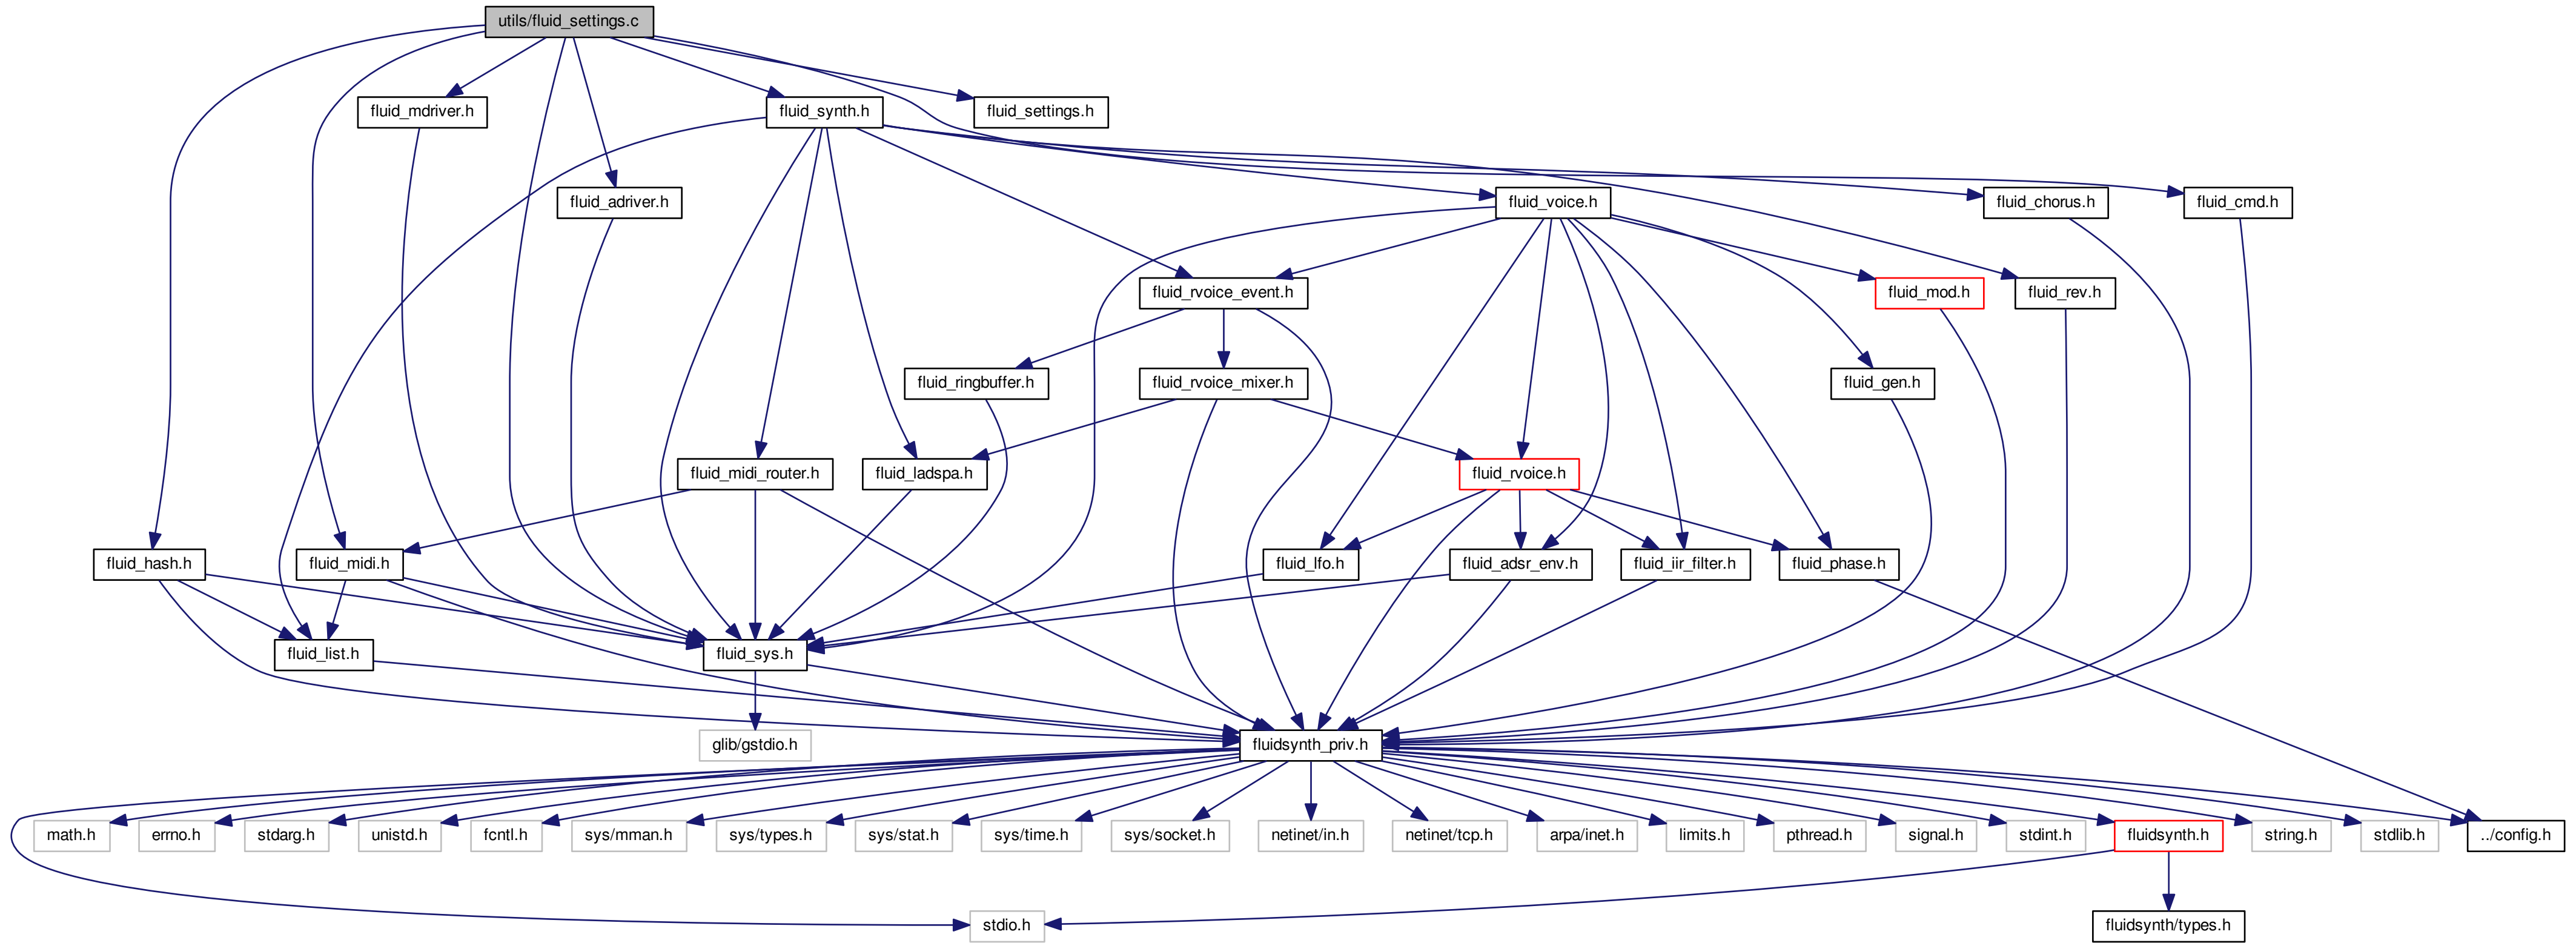 utils/fluid_settings.c
fluid_mdriver.h
fluid_synth.h
fluid_settings.h
fluid_adriver.h
fluid_voice.h
fluid_chorus.h
fluid_cmd.h
fluid_rvoice_event.h
fluid_mod.h
fluid_rev.h
fluid_ringbuffer.h
fluid_rvoice_mixer.h
fluid_gen.h
fluid_midi_router.h
fluid_ladspa.h
fluid_rvoice.h
fluid_hash.h
fluid_midi.h
fluid_lfo.h
fluid_adsr_env.h
fluid_iir_filter.h
fluid_phase.h
fluid_list.h
fluid_sys.h
glib/gstdio.h
fluidsynth_priv.h
math.h
errno.h
stdarg.h
unistd.h
fcntl.h
sys/mman.h
sys/types.h
sys/stat.h
sys/time.h
sys/socket.h
netinet/in.h
netinet/tcp.h
arpa/inet.h
limits.h
pthread.h
signal.h
stdint.h
fluidsynth.h
string.h
stdlib.h
../config.h
stdio.h
fluidsynth/types.h